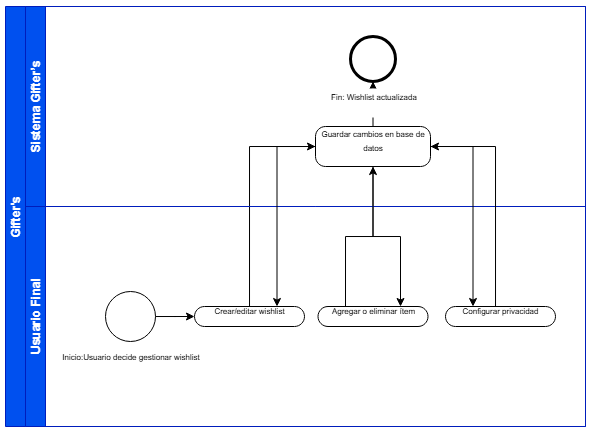 Gifter's
Sistema Gifter's
Fin: Wishlist actualizada
Guardar cambios en base de
datos
Usuario Final
Crear/editar wishlist
Agregar o eliminar ítem
Configurar privacidad
Inicio:Usuario decide gestionar wishlist